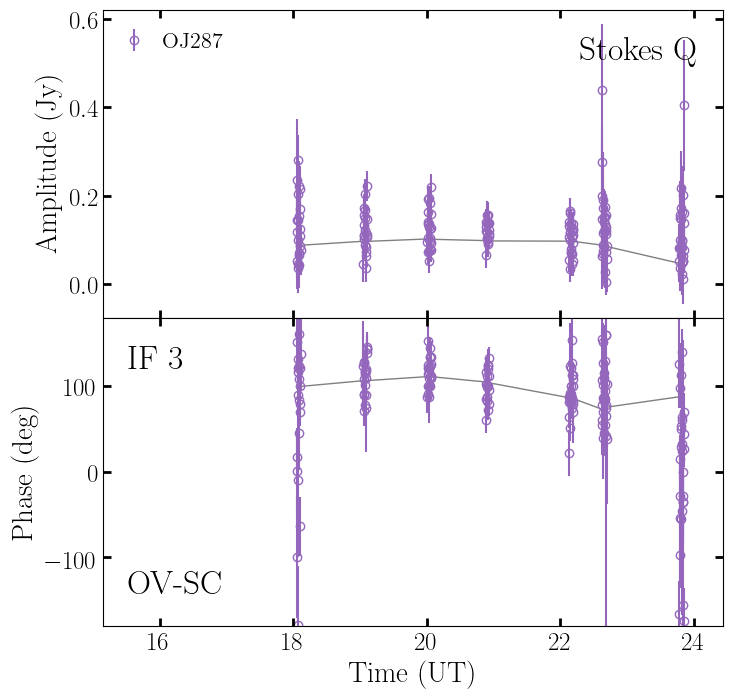 0.6
OJ287
Stokes Q
0.4
Amplitude (Jy)
0.2
0.0
IF 3
100
Phase (deg)
0
−100
OV-SC
16 18 20 22 24
Time (UT)